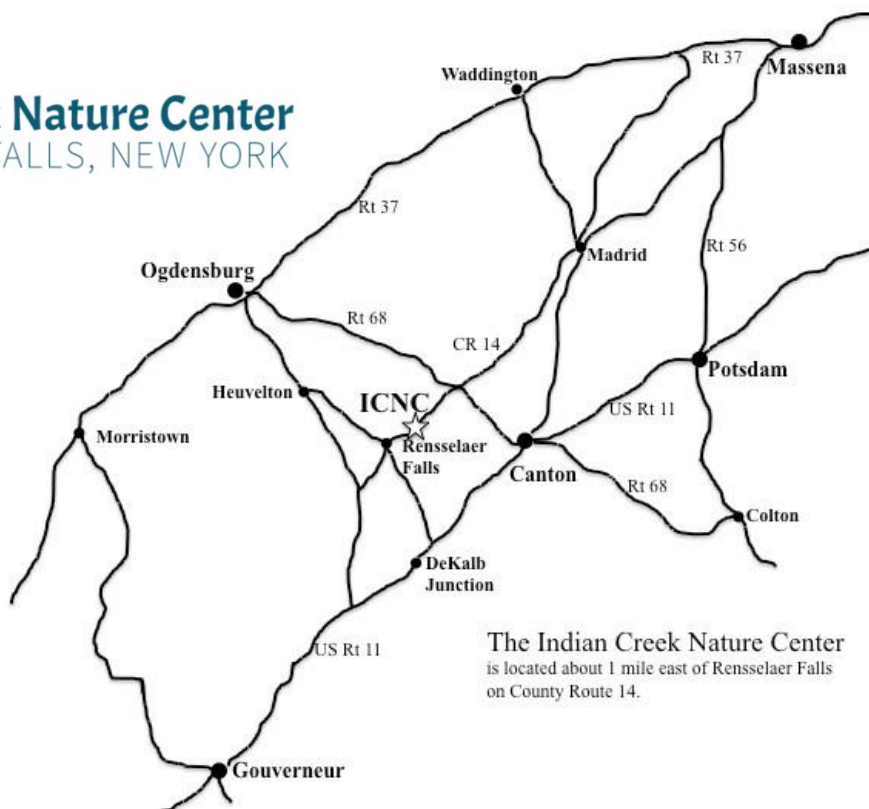 Nature Center
FALLS, NEW YORK
Waddington
Rt 37
Massena
Rt 37
Ogdensburg
Madrid
Rt 56
Rt 68
CR 14
Potsdam
Heuvelton
ICNC
US Rt 11
Morristown
Rensselaer
Falls
Canton
Rt 68
Colton
DeKalb
Junction
The Indian Creek Nature Center
is located about 1 mile east of Rensselaer Falls
on County Route 14.
US Rt 11
Gouverneur